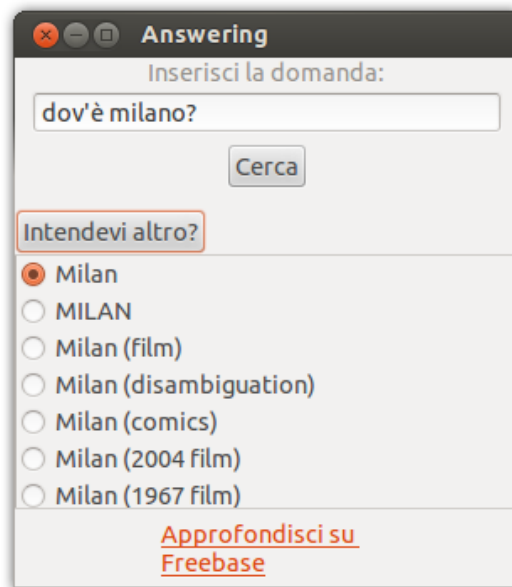 Answering
Inserisci la domanda:
dov'è milano?
Cerca
Intendevi altro?
Milan
MILAN
Milan (film)
Milan (disambiguation)
Milan (comics)
Milan (2004 film)
Milan (1967 film)
Approfondisci su
Freebase